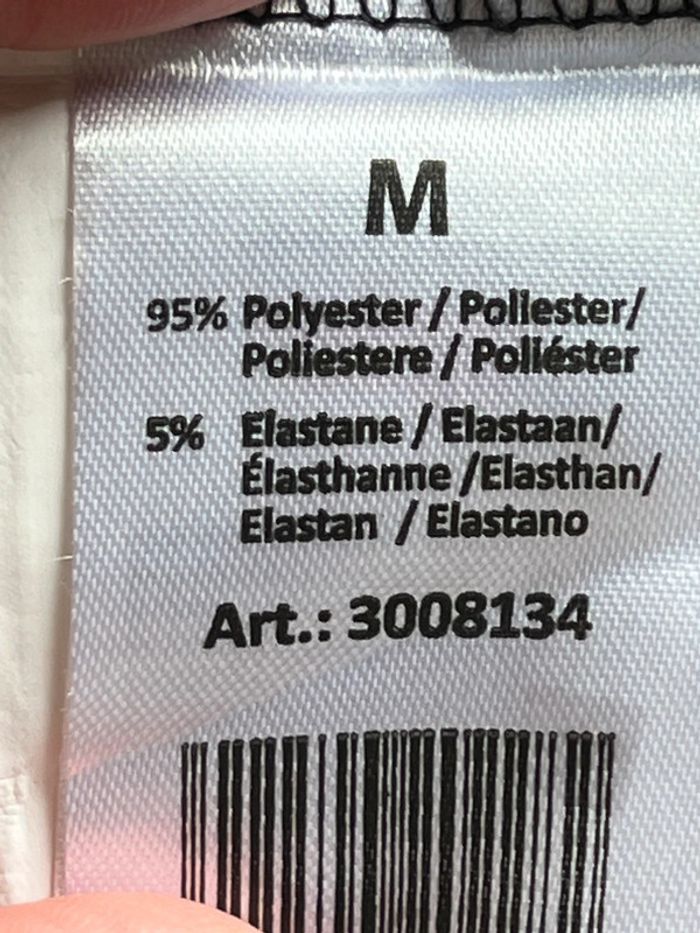 M
95% Polyester / Poliester/
Poliestere / Poliéster
5% Elastane / Elastaan/
Élasthanne /Elasthan/
Elastan / Elastano
Art.: 3008134